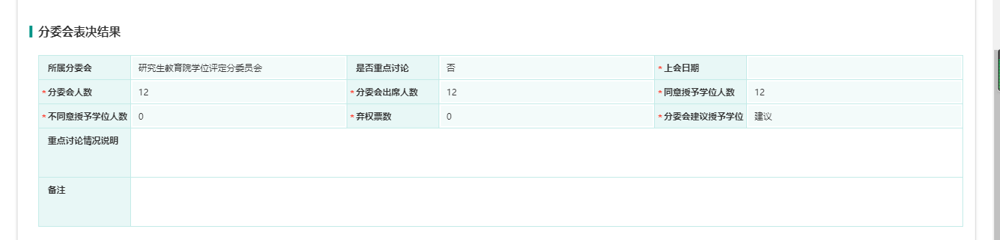 分委会表决结果
所属分委会 研究生教育院学位评定分委员会 是否重点讨论 否 *上会日期
*分委会人数 12 *分委会出席人数 12 *同意授予学位人数 12
*不同意授予学位人数 0 *弃权票数 0 *分委会建议授予学位 建议
重点讨论情况说明
备注